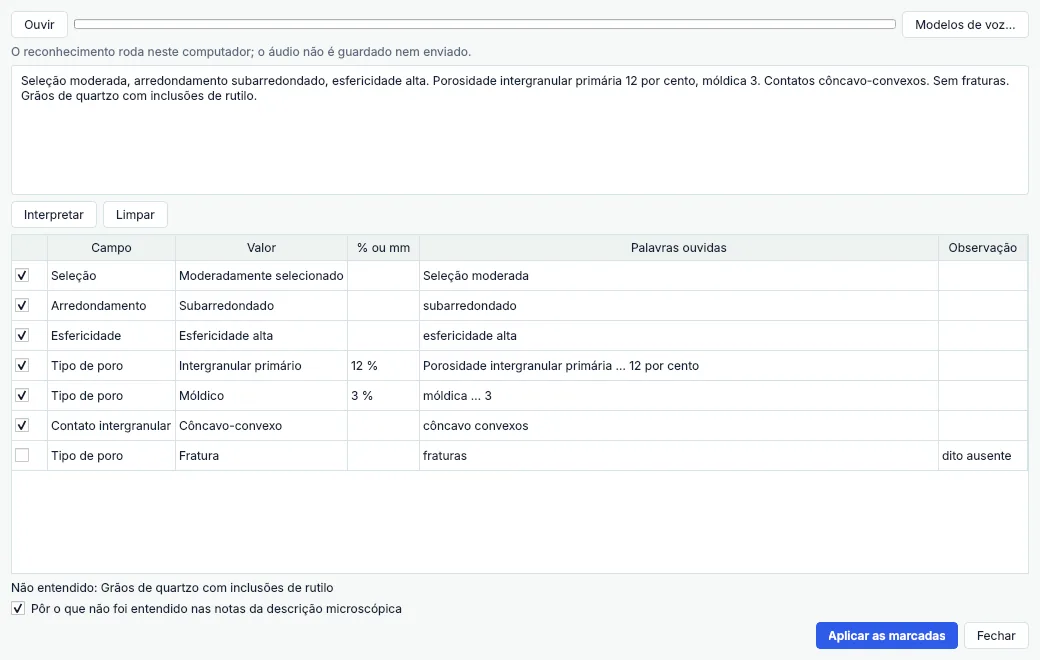 Ouvir
Modelos de voz...
O reconhecimento roda neste computador; o áudio não é guardado nem enviado.
Seleção moderada, arredondamento subarredondado, esfericidade alta. Porosidade intergranular primária 12 por cento, móldica 3. Contatos côncavo-convexos. Sem fraturas.
Grãos de quartzo com inclusões de rutilo.
Interpretar Limpar
Campo Valor % ou mm Palavras ouvidas Observação
Seleção Moderadamente selecionado Seleção moderada
Arredondamento Subarredondado subarredondado
Esfericidade Esfericidade alta esfericidade alta
Tipo de poro Intergranular primário 12 % Porosidade intergranular primária ... 12 por cento
Tipo de poro Móldico 3 % móldica ... 3
Contato intergranular Côncavo-convexo côncavo convexos
Tipo de poro Fratura fraturas dito ausente
Não entendido: Grãos de quartzo com inclusões de rutilo
Pôr o que não foi entendido nas notas da descrição microscópica
Aplicar as marcadas Fechar